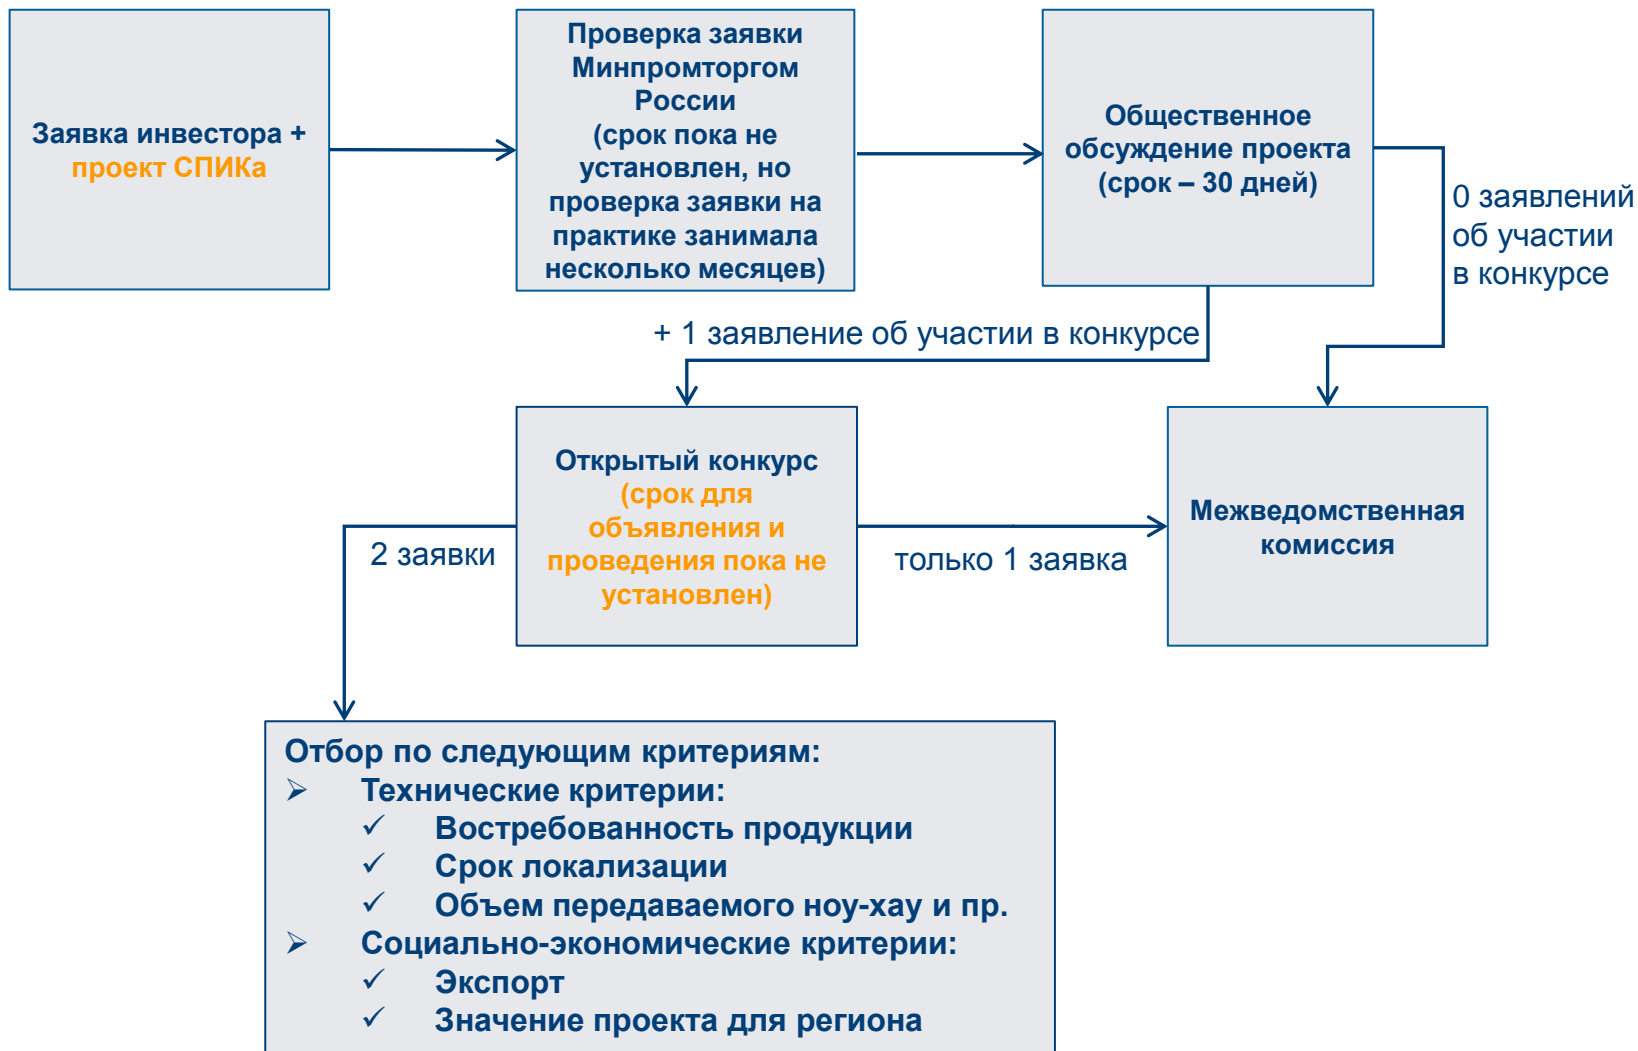 Заявка инвестора +
проект СПИКа
Проверка заявки
Минпромторгом
России
(срок пока не
установлен, но
проверка заявки на
практике занимала
несколько месяцев)
Общественное
обсуждение проекта
(срок – 30 дней)
0 заявлений
об участии
в конкурсе
+ 1 заявление об участии в конкурсе
Открытый конкурс
(срок для
объявления и
проведения пока не
установлен)
2 заявки
только 1 заявка
Межведомственная
комиссия
Отбор по следующим критериям:
➢ Технические критерии:
✓ Востребованность продукции
✓ Срок локализации
✓ Объем передаваемого ноу-хау и пр.
➢ Социально-экономические критерии:
✓ Экспорт
✓ Значение проекта для региона